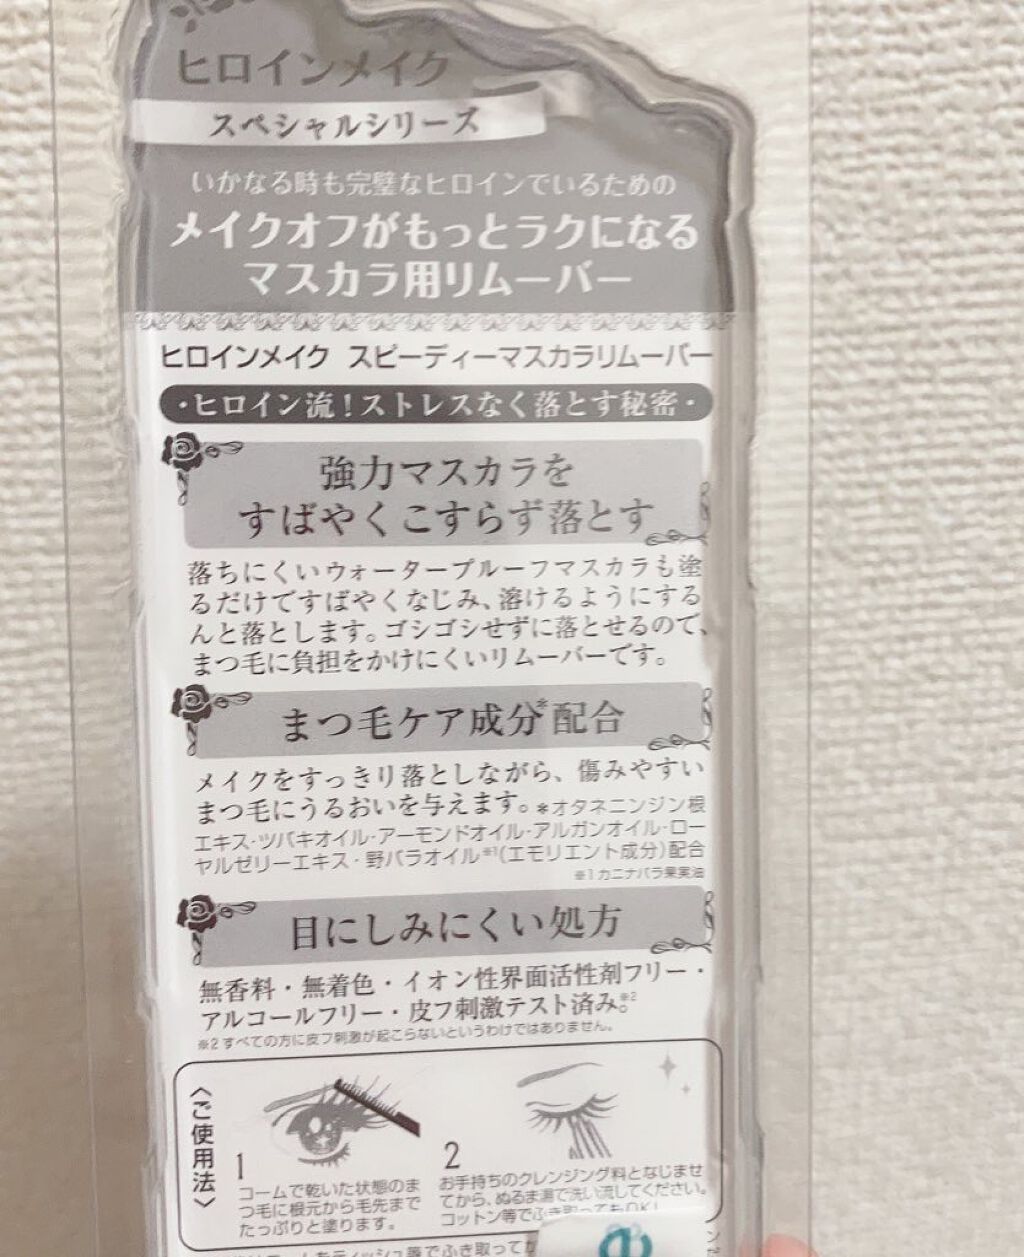 ヒロインメイク
スペシャルシリーズ
いかなる時も完璧なヒロインでいるための
メイクオフがもっとラクになる
マスカラ用リムーバー
ヒロインメイク スピーディーマスカラリムーバー
・ヒロイン流!ストレスなく落とす秘密・
強力マスカラを
すばやくこすらず落とす
落ちにくいウォータープルーフマスカラも塗
るだけですばやくなじみ、溶けるようにする
んと落とします。ゴシゴシせずに落とせるので、
まつ毛に負担をかけにくいリムーバーです。
まつ毛ケア成分*配合
メイクをすっきり落としながら、傷みやすい
まつ毛にうるおいを与えます。*オタネニンジン根
エキス・ツバキオイル・アーモンドオイル・アルガンオイル・ロー
ヤルゼリーエキス・野バラオイル※1(エモリエント成分)配合
※1 カニナバラ果実油
目にしみにくい処方
無香料・無着色・イオン性界面活性剤フリー・
アルコールフリー・皮フ刺激テスト済み。※2
※2 すべての方に皮フ刺激が起こらないというわけではありません。
〈ご使用法〉
1
コームで乾いた状態のま
つ毛に根元から毛先まで
たっぷりと塗ります。
2
お手持ちのクレンジング料となじませ
てから、ぬるま湯で洗い流してください。
コットン等でふき取ってもOK!
ティッシュ等でふき取って